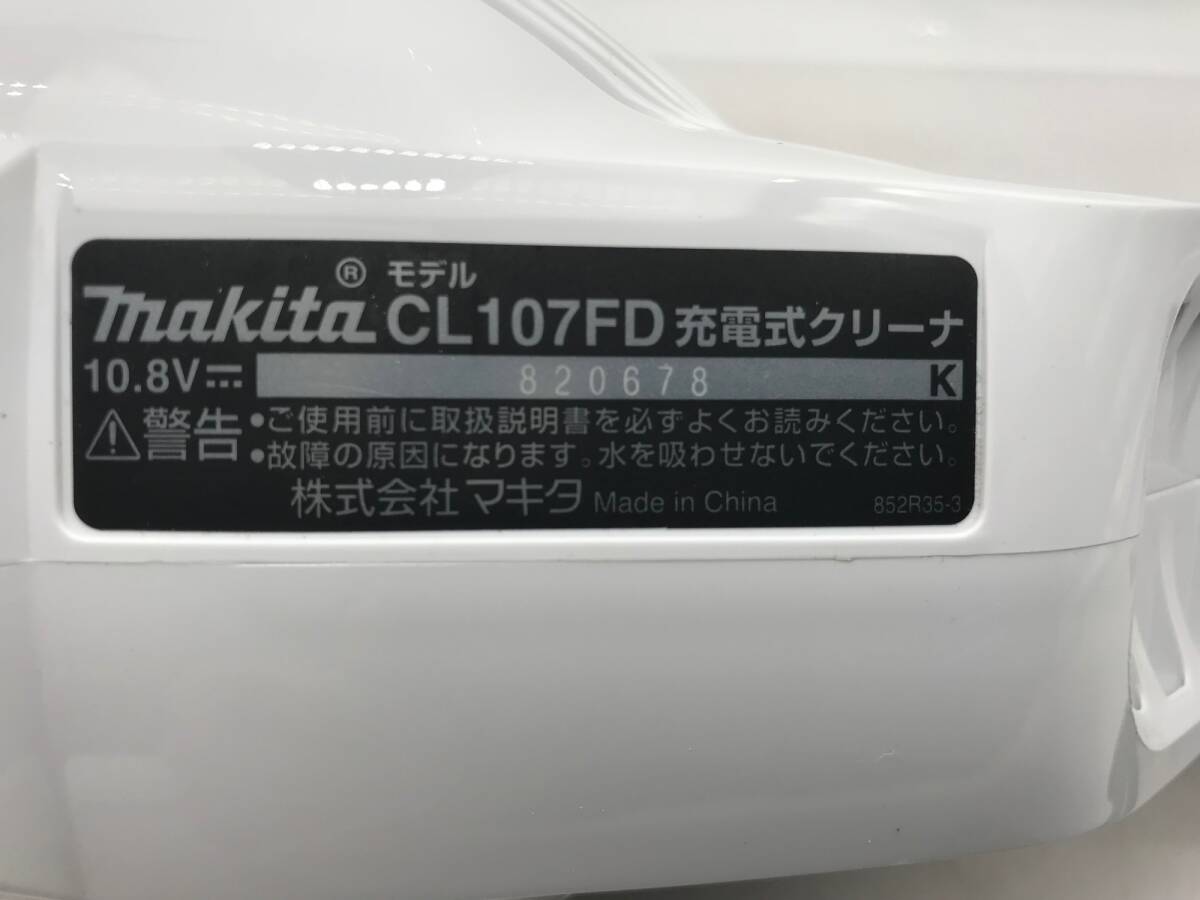 makita® モデル CL107FD 充電式クリーナ
10.8V⎓ 820678 K
⚠警告 •ご使用前に取扱説明書を必ずよくお読みください。
•故障の原因になります。水を吸わせないでください。
株式会社マキタ Made in China 852R35-3